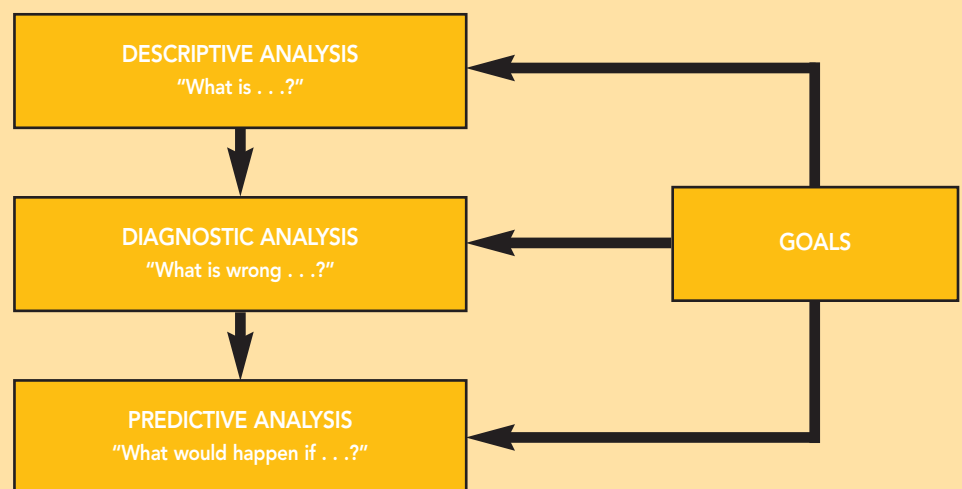 DESCRIPTIVE ANALYSIS
“What is . . .?”
DIAGNOSTIC ANALYSIS
“What is wrong . . .?”
GOALS
PREDICTIVE ANALYSIS
“What would happen if . . .?”